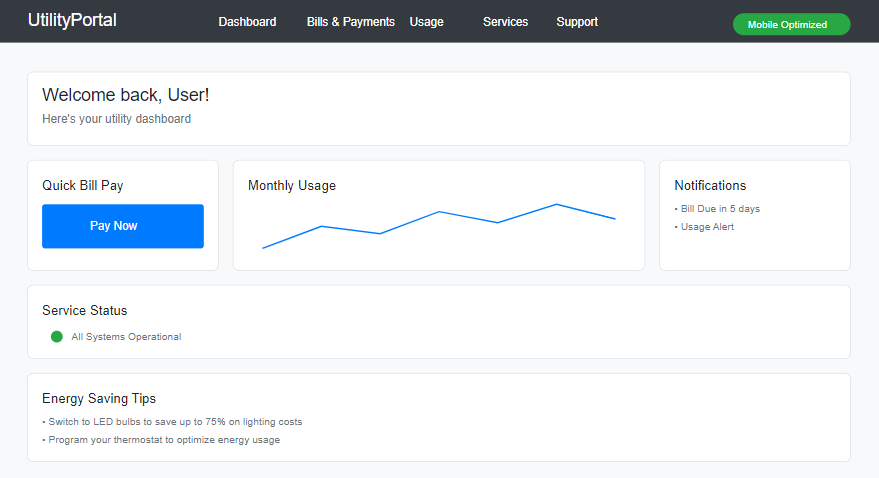 UtilityPortal
Dashboard Bills & Payments Usage Services Support
Mobile Optimized
Welcome back, User!
Here's your utility dashboard
Quick Bill Pay
Pay Now
Monthly Usage
Notifications
• Bill Due in 5 days
• Usage Alert
Service Status
All Systems Operational
Energy Saving Tips
• Switch to LED bulbs to save up to 75% on lighting costs
• Program your thermostat to optimize energy usage